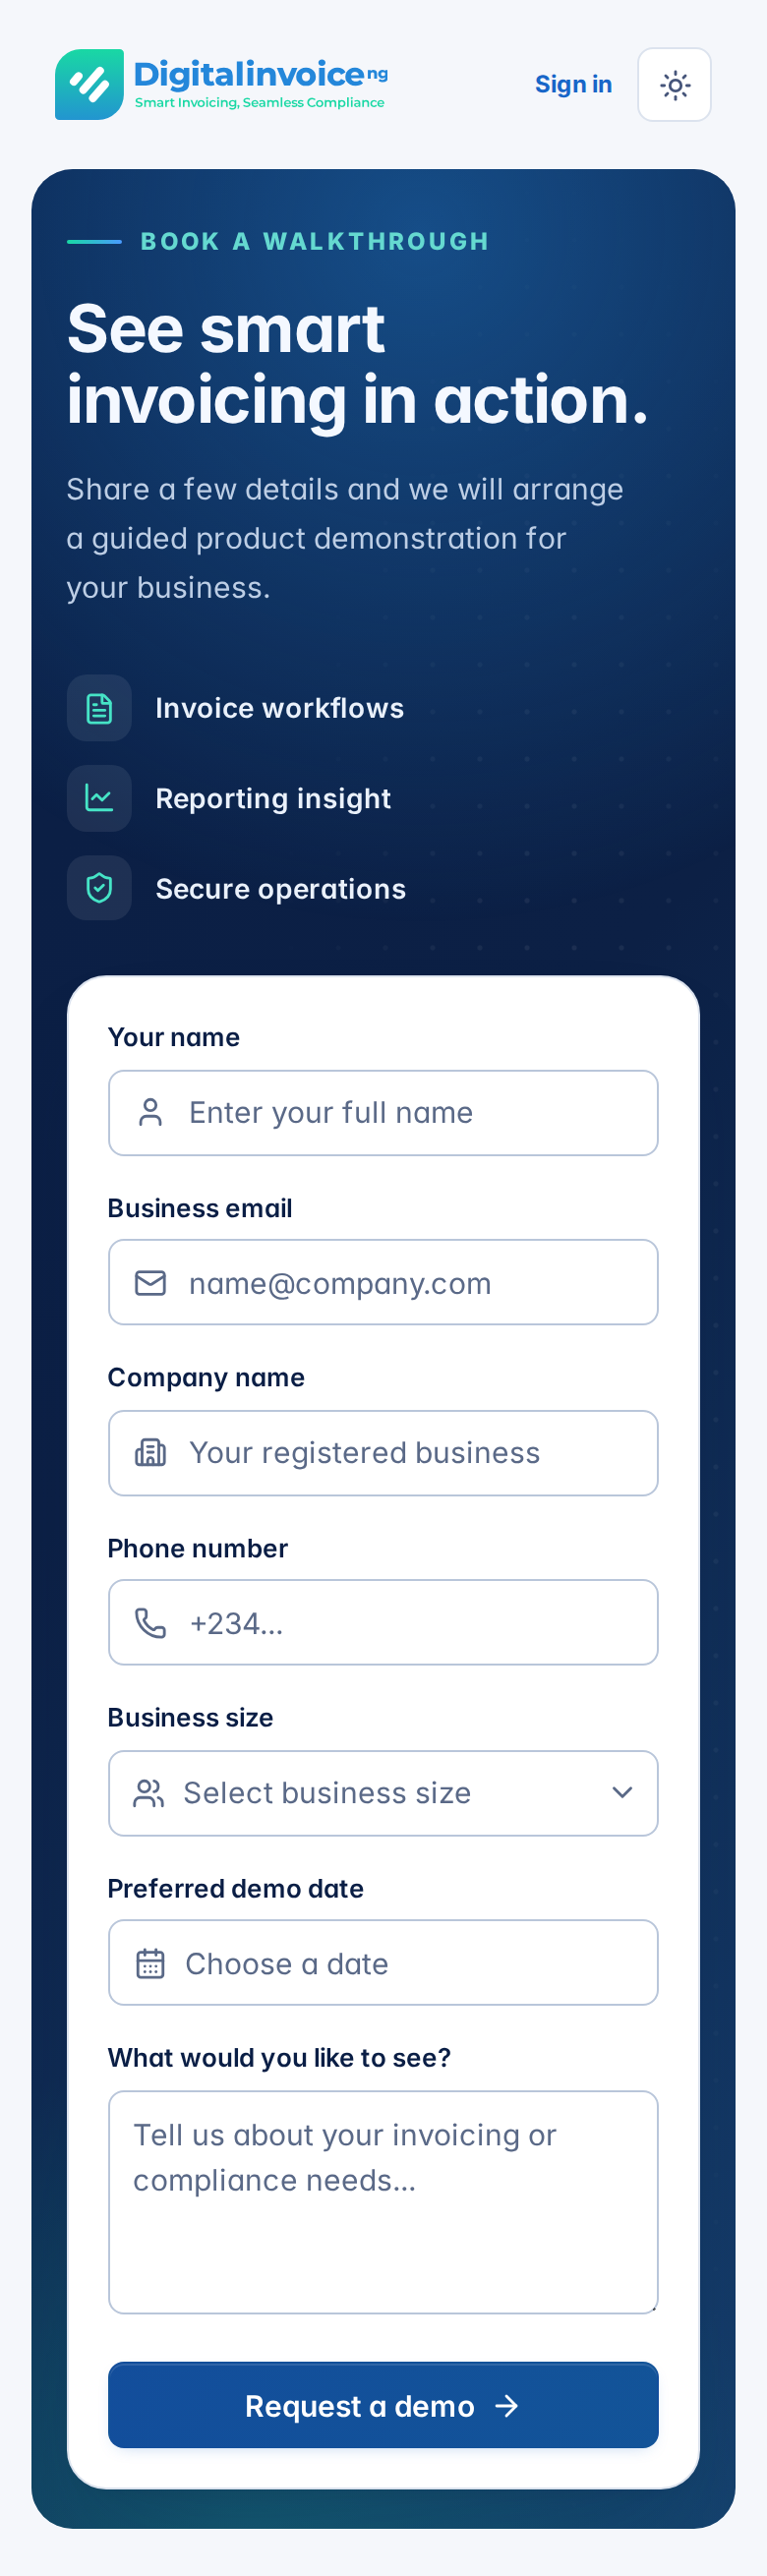 Digitalinvoice ng
Smart Invoicing, Seamless Compliance
Sign in
BOOK A WALKTHROUGH
See smart
invoicing in action.
Share a few details and we will arrange
a guided product demonstration for
your business.
Invoice workflows
Reporting insight
Secure operations
Your name
Enter your full name
Business email
name@company.com
Company name
Your registered business
Phone number
+234...
Business size
Select business size
Preferred demo date
Choose a date
What would you like to see?
Tell us about your invoicing or
compliance needs...
Request a demo